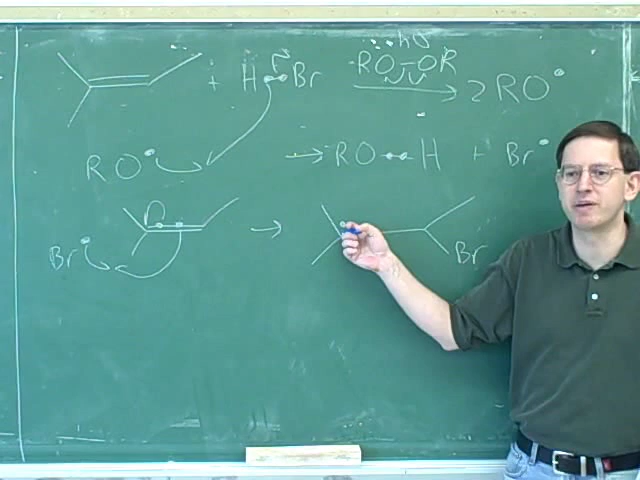 hν
+ H Br RO–OR → 2 RO•
RO• → RO H + Br•
Br• → Br